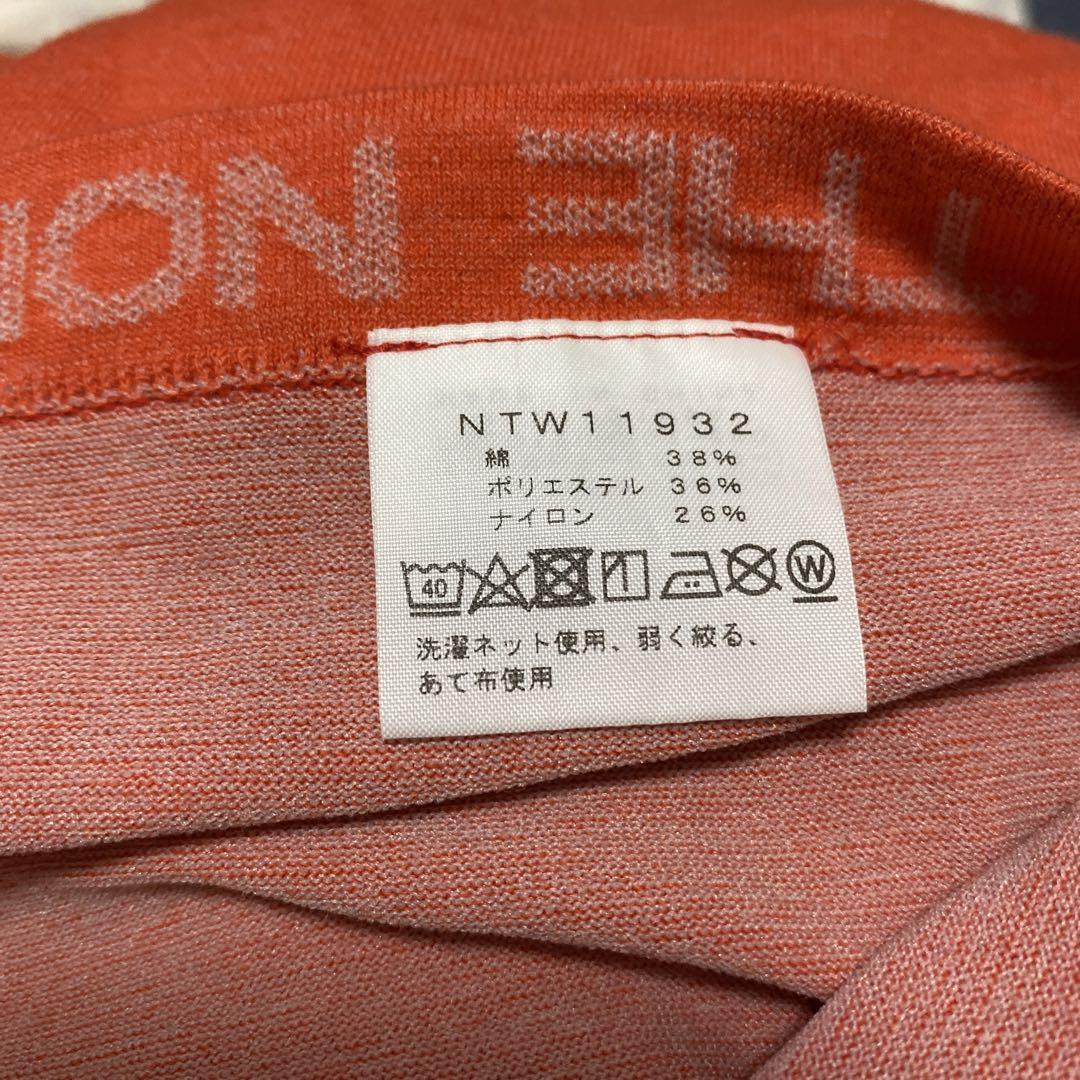 THE NO
NTW11932
綿 38%
ポリエステル 36%
ナイロン 26%
40 W
洗濯ネット使用、弱く絞る、
あて布使用